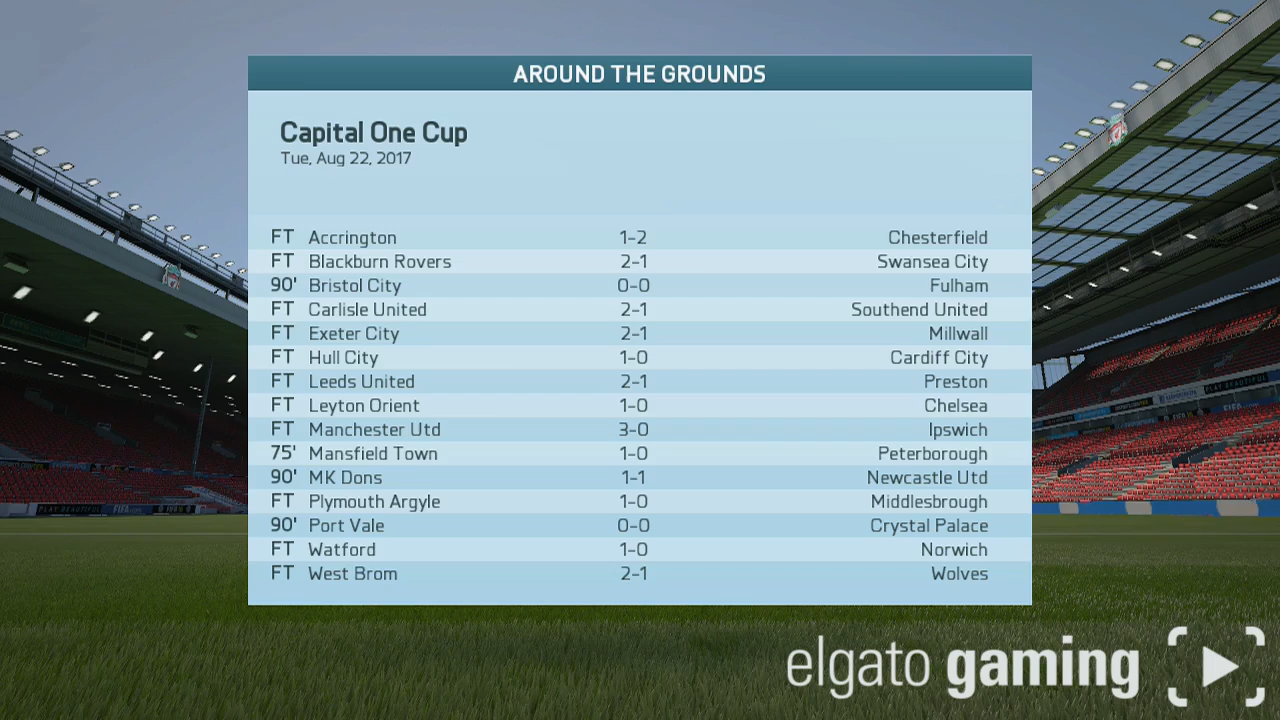 AROUND THE GROUNDS
Capital One Cup
Tue, Aug 22, 2017
FT Accrington 1-2 Chesterfield
FT Blackburn Rovers 2-1 Swansea City
90' Bristol City 0-0 Fulham
FT Carlisle United 2-1 Southend United
FT Exeter City 2-1 Millwall
FT Hull City 1-0 Cardiff City
FT Leeds United 2-1 Preston
FT Leyton Orient 1-0 Chelsea
FT Manchester Utd 3-0 Ipswich
75' Mansfield Town 1-0 Peterborough
90' MK Dons 1-1 Newcastle Utd
FT Plymouth Argyle 1-0 Middlesbrough
90' Port Vale 0-0 Crystal Palace
FT Watford 1-0 Norwich
FT West Brom 2-1 Wolves
PLAY BEAUTIFUL
PLAY BEAUTIFUL FIFA
elgato gaming